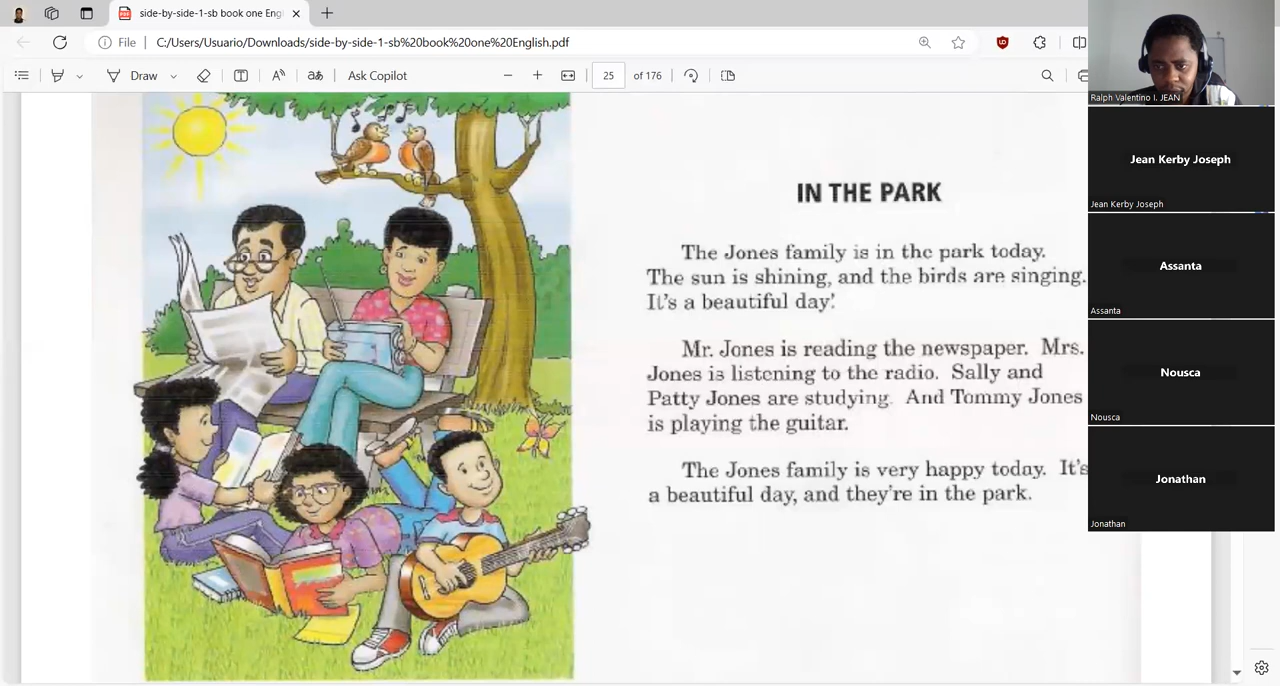 side-by-side-1-sb book one Engl
File
C:/Users/Usuario/Downloads/side-by-side-1-sb%20book%20one%20English.pdf
Draw
Ask Copilot
25
of 176
IN THE PARK
The Jones family is in the park today.
The sun is shining, and the birds are singing.
It's a beautiful day!
Mr. Jones is reading the newspaper. Mrs.
Jones is listening to the radio. Sally and
Patty Jones are studying. And Tommy Jones
is playing the guitar.
The Jones family is very happy today. It's
a beautiful day, and they're in the park.
Ralph Valentino I. JEAN
Jean Kerby Joseph
Jean Kerby Joseph
Assanta
Assanta
Nousca
Nousca
Jonathan
Jonathan